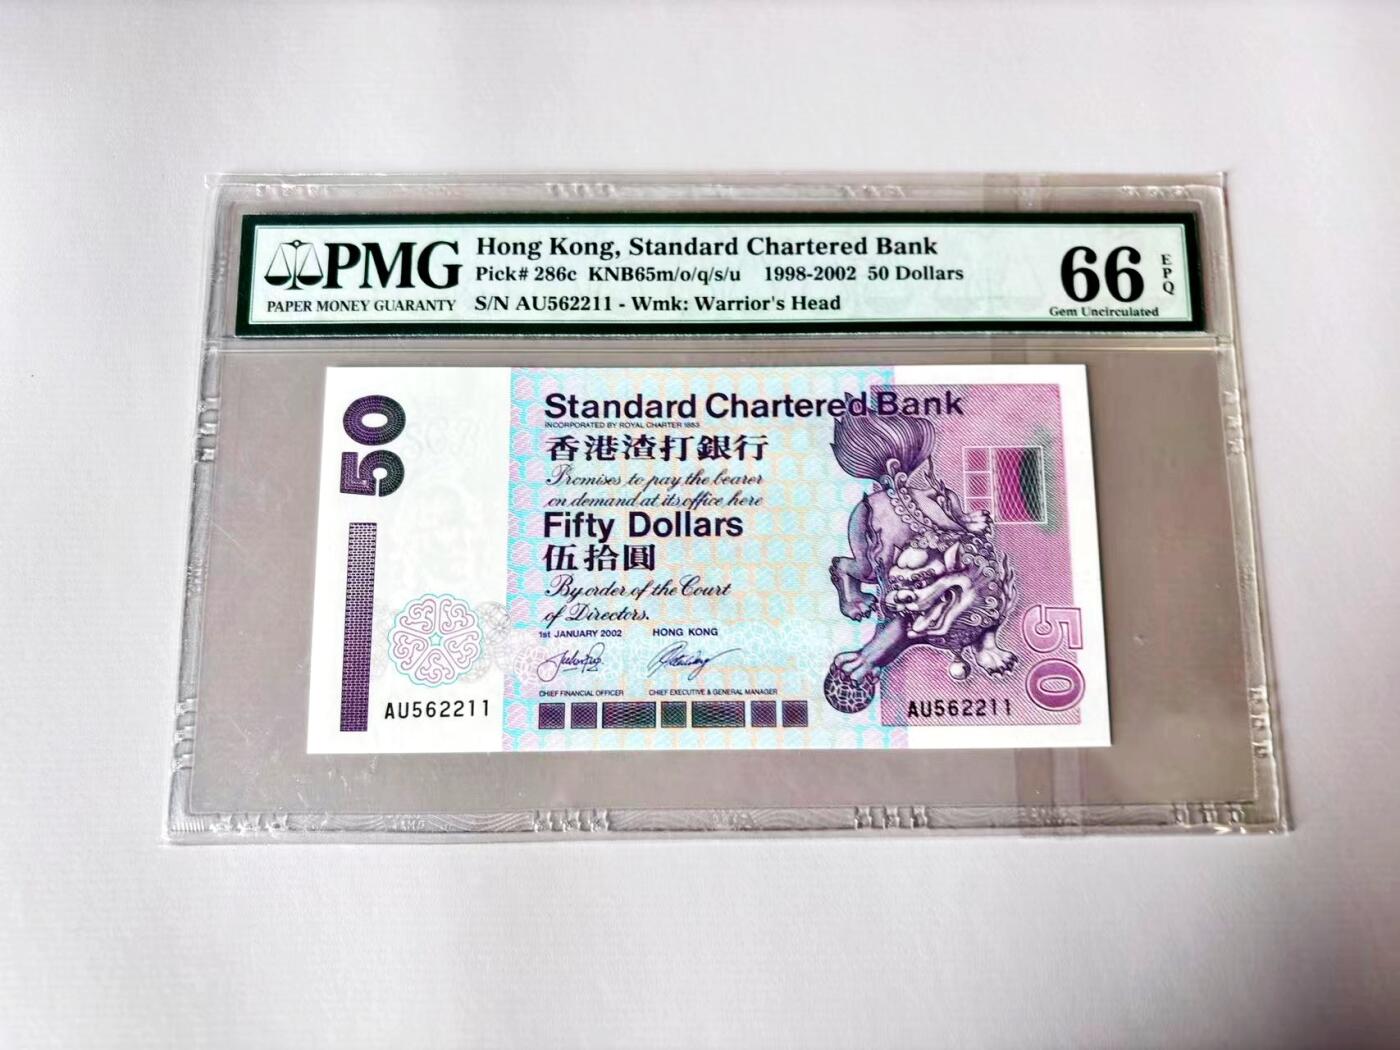 PMG
PAPER MONEY GUARANTY
Hong Kong, Standard Chartered Bank
Pick# 286c KNB65m/o/q/s/u 1998-2002 50 Dollars
S/N AU562211 - Wmk: Warrior's Head
66
EPQ
Gem Uncirculated
50
Standard Chartered Bank
INCORPORATED BY ROYAL CHARTER 1853
香港渣打銀行
Promises to pay the bearer
on demand at its office here
Fifty Dollars
伍拾圓
By order of the Court
of Directors.
1st JANUARY 2002 HONG KONG
CHIEF FINANCIAL OFFICER CHIEF EXECUTIVE & GENERAL MANAGER
AU562211
AU562211
50